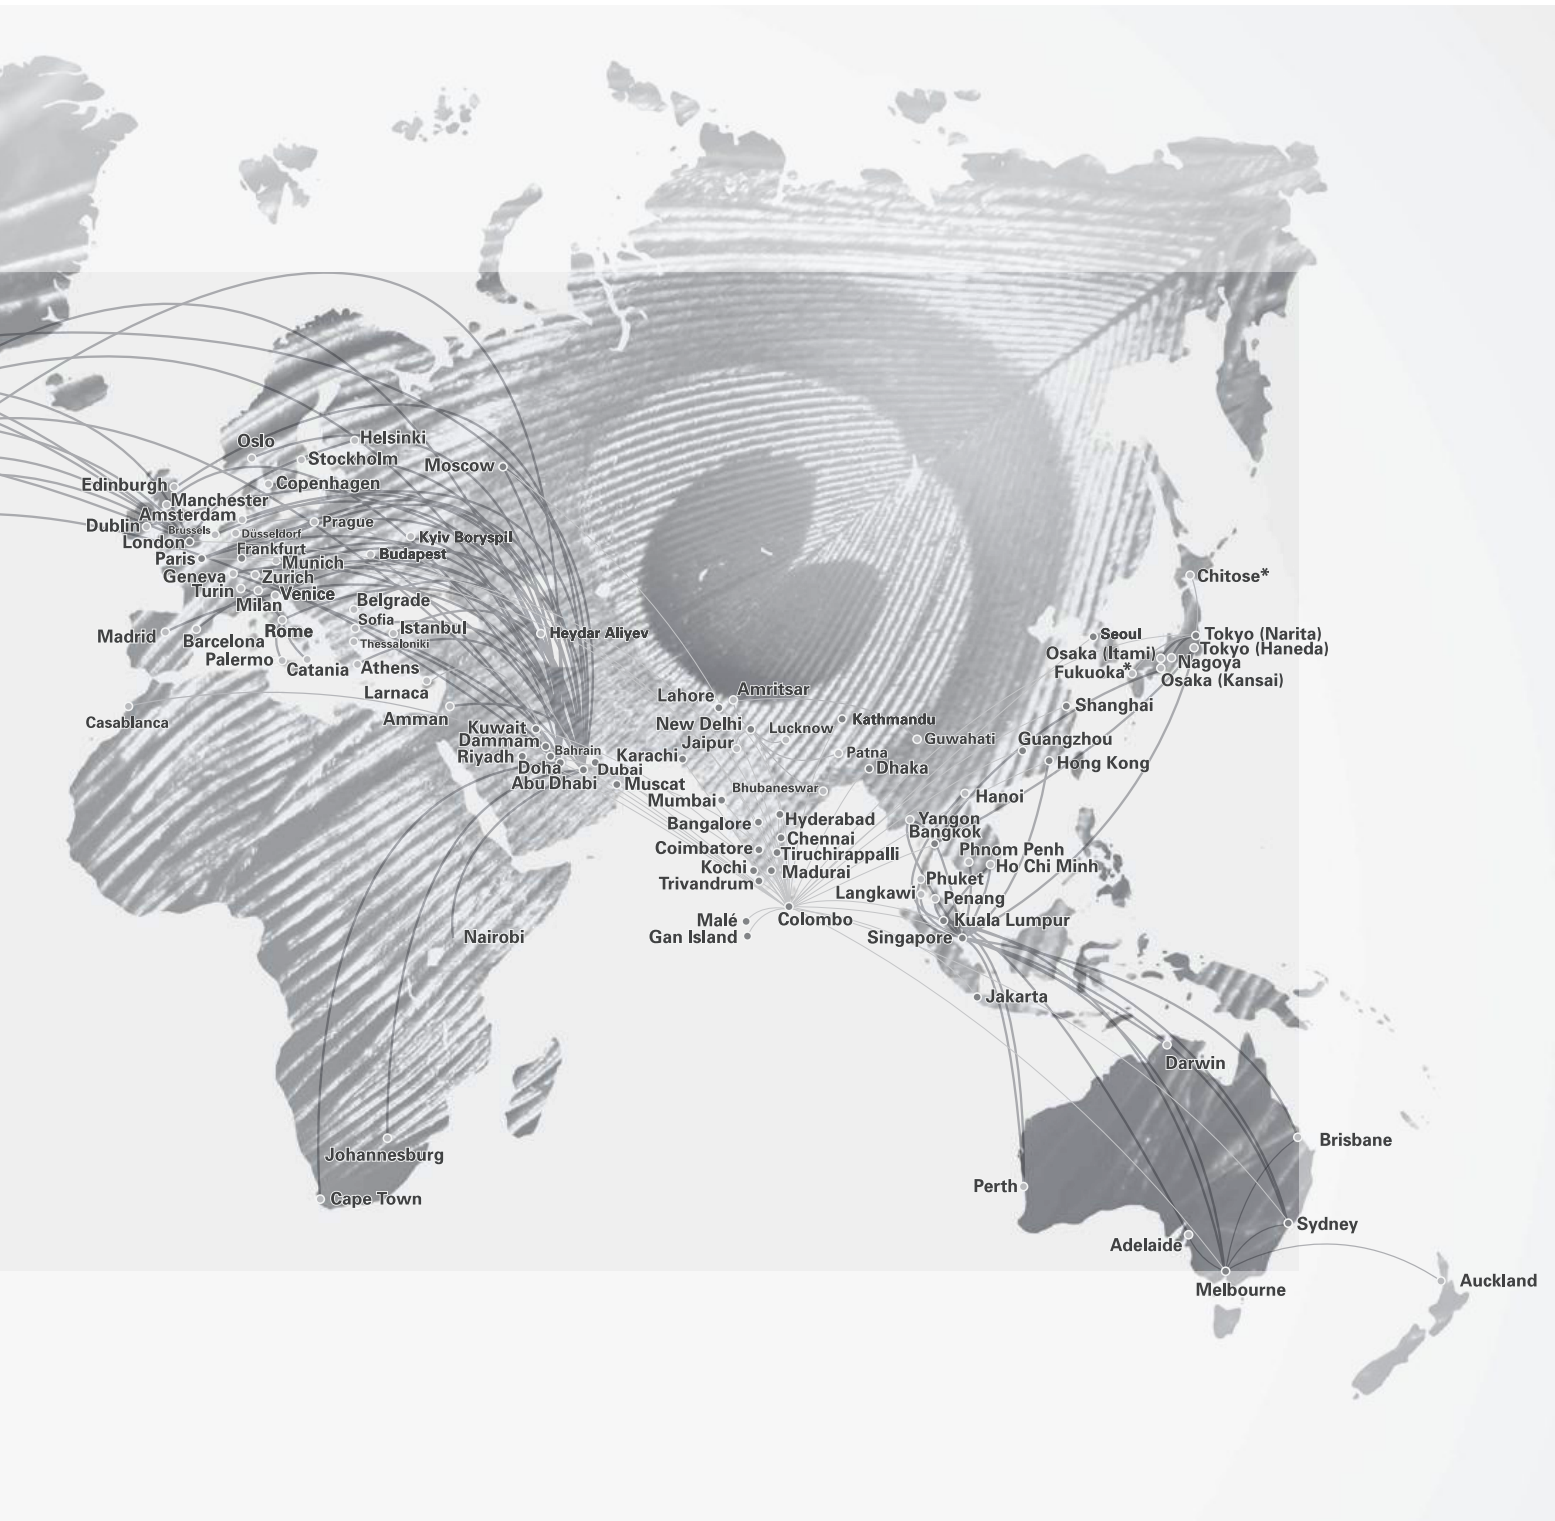 Oslo
Helsinki
Stockholm
Moscow
Edinburgh
Copenhagen
Manchester
Amsterdam
Dublin
Brussels
Düsseldorf
Prague
London
Kyiv Boryspil
Paris
Frankfurt
Budapest
Munich
Geneva
Zurich
Turin
Venice
Milan
Belgrade
Sofia
Istanbul
Rome
Madrid
Barcelona
Thessaloniki
Heydar Aliyev
Palermo
Catania
Athens
Larnaca
Casablanca
Amman
Kuwait
Dammam
Bahrain
Riyadh
Doha
Dubai
Abu Dhabi
Muscat
Karachi
Lahore
Amritsar
New Delhi
Lucknow
Kathmandu
Jaipur
Patna
Guwahati
Dhaka
Bhubaneswar
Mumbai
Bangalore
Hyderabad
Chennai
Coimbatore
Tiruchirappalli
Kochi
Madurai
Trivandrum
Malé
Colombo
Gan Island
Chitose*
Seoul
Tokyo (Narita)
Tokyo (Haneda)
Osaka (Itami)
Nagoya
Fukuoka*
Osaka (Kansai)
Shanghai
Guangzhou
Hong Kong
Hanoi
Yangon
Bangkok
Phnom Penh
Ho Chi Minh
Phuket
Langkawi
Penang
Kuala Lumpur
Singapore
Jakarta
Nairobi
Johannesburg
Cape Town
Darwin
Brisbane
Perth
Sydney
Adelaide
Melbourne
Auckland